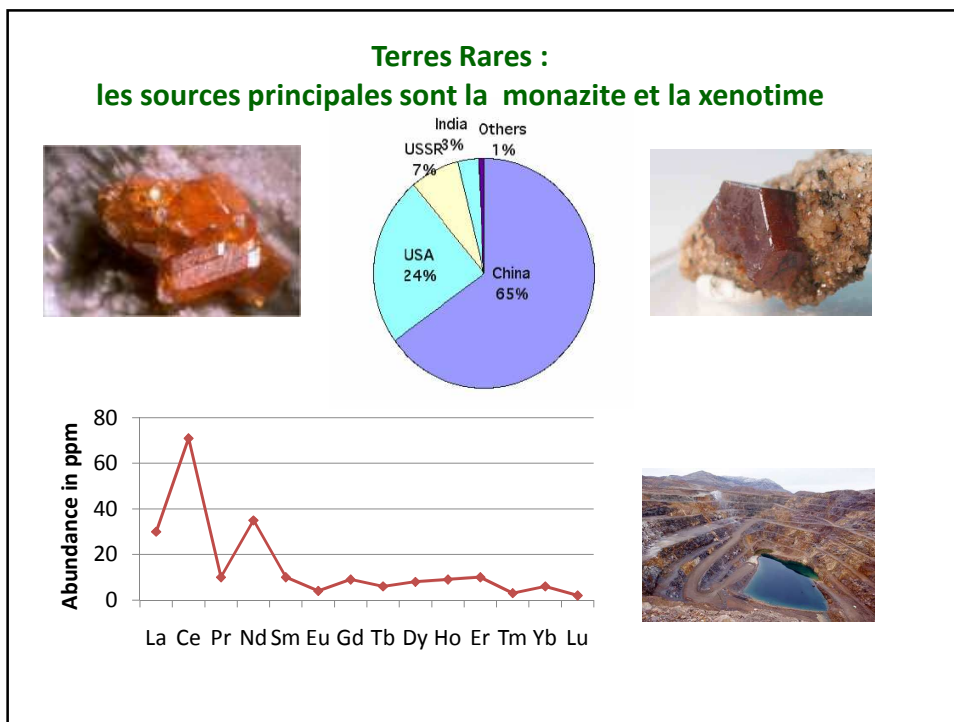 Terres Rares :
les sources principales sont la monazite et la xenotime
India
3%
Others
1%
USSR
7%
USA
24%
China
65%
Abundance in ppm
80
60
40
20
0
La Ce Pr Nd Sm Eu Gd Tb Dy Ho Er Tm Yb Lu